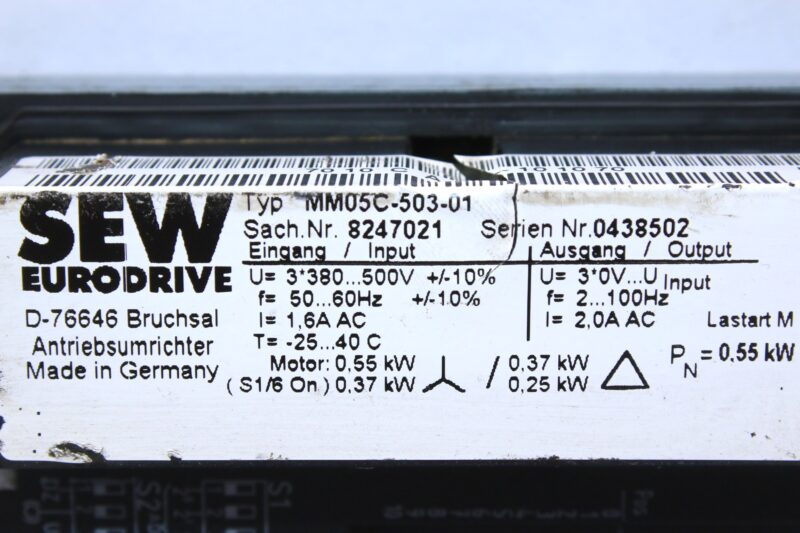 SEW
EURODRIVE
D-76646 Bruchsal
Antriebsumrichter
Made in Germany
Typ MM05C-503-01
Sach.Nr. 8247021 Serien Nr.0438502
Eingang / Input Ausgang / Output
U= 3*380...500V +/-10% U= 3*0V...U Input
f= 50...60Hz +/-10% f= 2...100Hz
I= 1,6A AC I= 2,0A AC Lastart M
T= -25...40 C
Motor: 0,55 kW / 0,37 kW PN = 0,55 kW
( S1/6 On ) 0,37 kW 0,25 kW
S1
S2